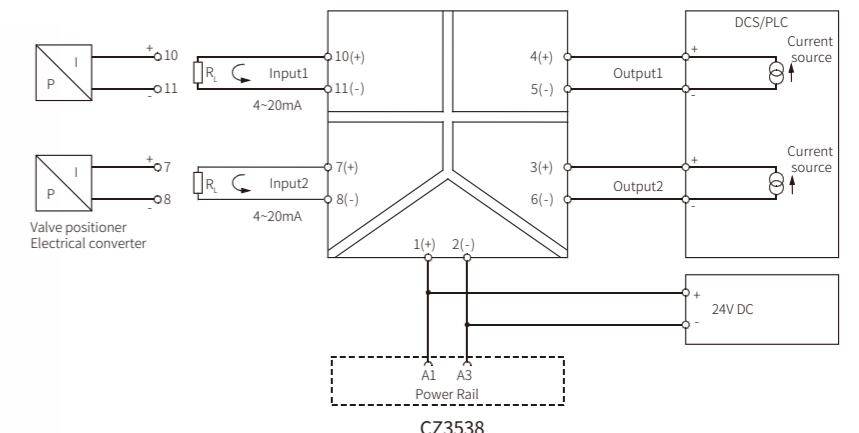 DCS/PLC
Current
source
I
P
+
10
-
11
R_L
Input1
4~20mA
10(+)
11(-)
4(+)
5(-)
Output1
+
-
I
P
+
7
-
8
Valve positioner
Electrical converter
R_L
Input2
4~20mA
7(+)
8(-)
3(+)
6(-)
Output2
+
-
Current
source
1(+) 2(-)
+
-
24V DC
A1 A3
Power Rail
CZ3538